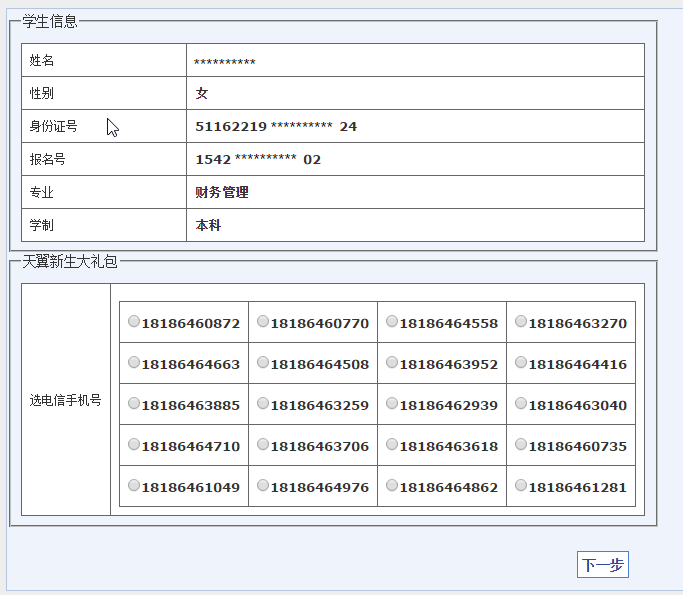 学生信息
姓名 **********
性别 女
身份证号 51162219 ********** 24
报名号 1542 ********** 02
专业 财务管理
学制 本科
天翼新生大礼包
选电信手机号
18186460872 18186460770 18186464558 18186463270
18186464663 18186464508 18186463952 18186464416
18186463885 18186463259 18186462939 18186463040
18186464710 18186463706 18186463618 18186460735
18186461049 18186464976 18186464862 18186461281
下一步